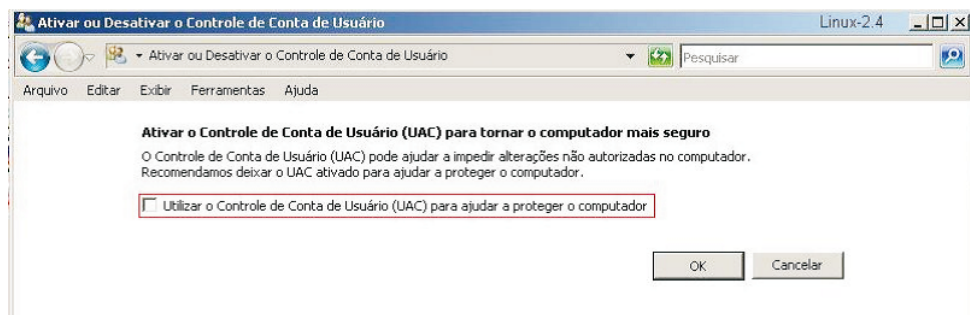 Ativar ou Desativar o Controle de Conta de Usuário Linux-2.4
Ativar ou Desativar o Controle de Conta de Usuário Pesquisar
Arquivo Editar Exibir Ferramentas Ajuda
Ativar o Controle de Conta de Usuário (UAC) para tornar o computador mais seguro
O Controle de Conta de Usuário (UAC) pode ajudar a impedir alterações não autorizadas no computador.
Recomendamos deixar o UAC ativado para ajudar a proteger o computador.
Utilizar o Controle de Conta de Usuário (UAC) para ajudar a proteger o computador
OK Cancelar